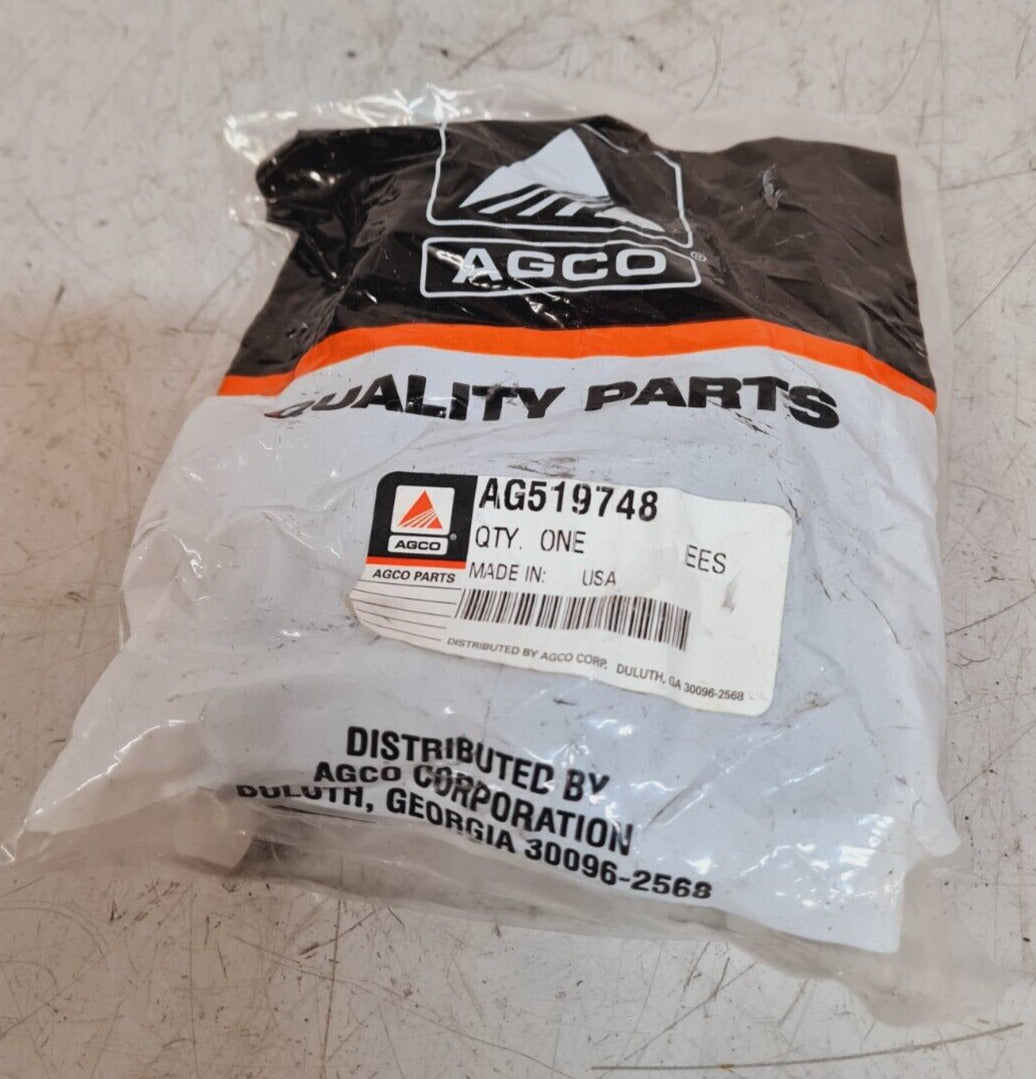 AGCO®
QUALITY PARTS
AG519748
QTY. ONE EES
MADE IN: USA
AGCO®
AGCO PARTS
DISTRIBUTED BY AGCO CORP. DULUTH, GA 30096-2568
DISTRIBUTED BY
AGCO CORPORATION
DULUTH, GEORGIA 30096-2568